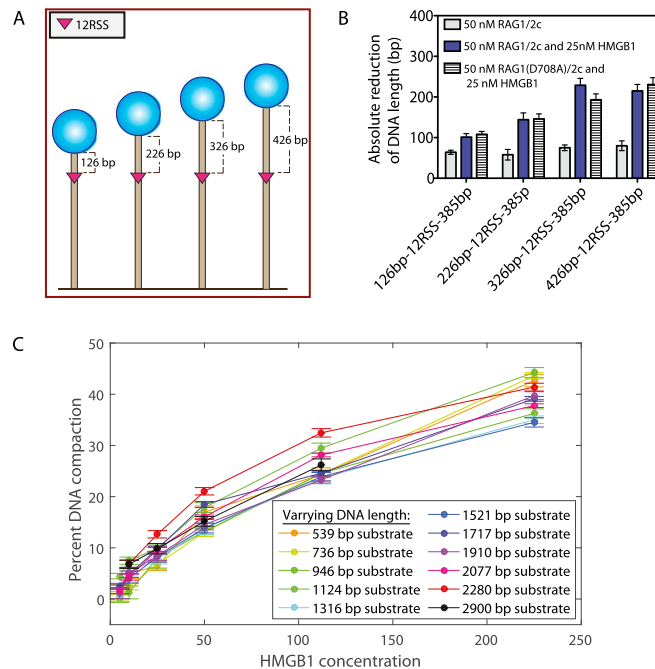 A
12RSS
126 bp
226 bp
326 bp
426 bp
B
50 nM RAG1/2c
50 nM RAG1/2c and 25nM HMGB1
50 nM RAG1(D708A)/2c and
25 nM HMGB1
Absolute reduction
of DNA length (bp)
400
300
200
100
0
126bp-12RSS-385bp
226bp-12RSS-385p
326bp-12RSS-385bp
426bp-12RSS-385bp
C
Percent DNA compaction
50
40
30
20
10
0
0 50 100 150 200 250
HMGB1 concentration
Varying DNA length:
539 bp substrate
736 bp substrate
946 bp substrate
1124 bp substrate
1316 bp substrate
1521 bp substrate
1717 bp substrate
1910 bp substrate
2077 bp substrate
2280 bp substrate
2900 bp substrate